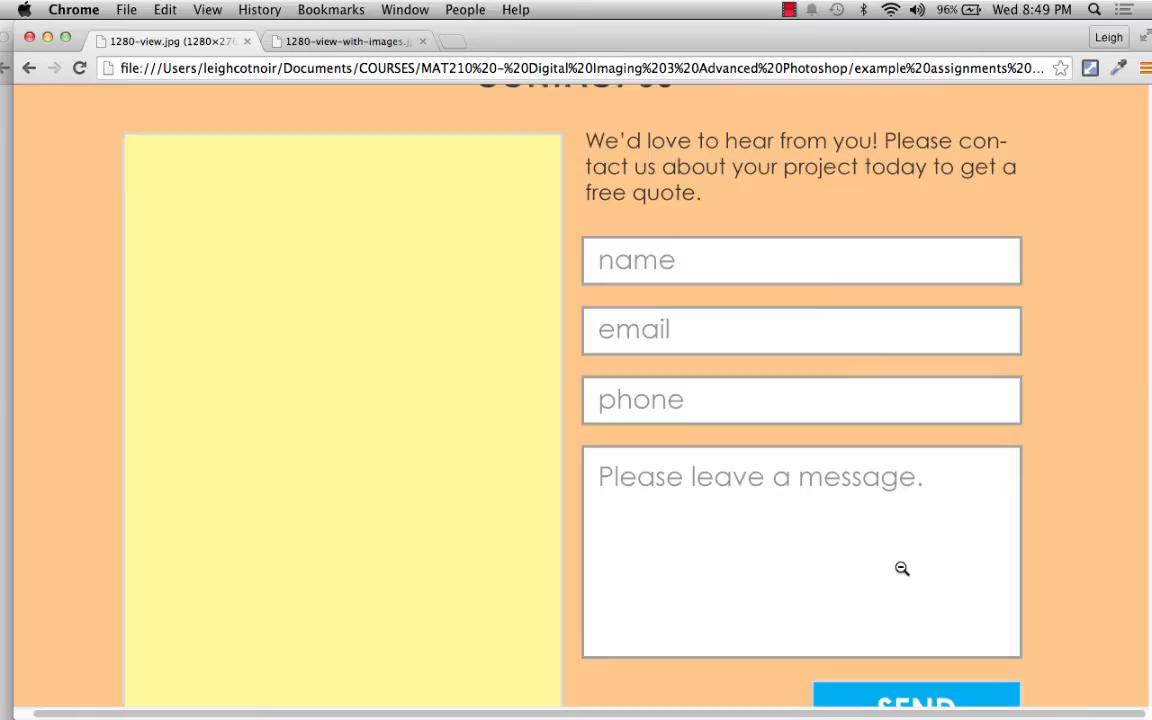 Chrome File Edit View History Bookmarks Window People Help 96% Wed 8:49 PM
1280-view.jpg (1280×27 1280-view-with-images.j Leigh
file:///Users/leighcotnoir/Documents/COURSES/MAT210%20-%20Digital%20Imaging%203%20Advanced%20Photoshop/example%20assignments%20...
CONTACT US
We'd love to hear from you! Please con-
tact us about your project today to get a
free quote.
name
email
phone
Please leave a message.
SEND